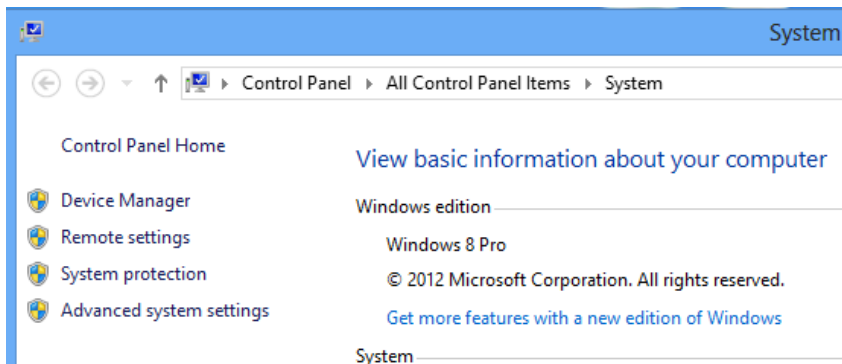 System
Control Panel All Control Panel Items System
Control Panel Home
Device Manager
Remote settings
System protection
Advanced system settings
View basic information about your computer
Windows edition
Windows 8 Pro
© 2012 Microsoft Corporation. All rights reserved.
Get more features with a new edition of Windows
System